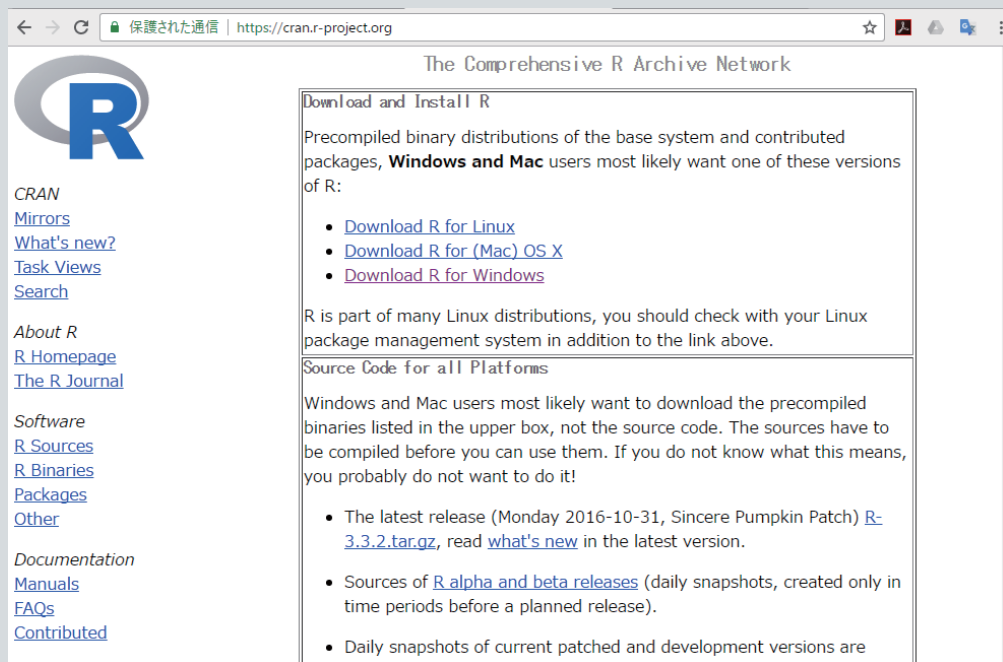 保護された通信 | https://cran.r-project.org
R
CRAN
Mirrors
What's new?
Task Views
Search
About R
R Homepage
The R Journal
Software
R Sources
R Binaries
Packages
Other
Documentation
Manuals
FAQs
Contributed
The Comprehensive R Archive Network
Download and Install R
Precompiled binary distributions of the base system and contributed
packages, Windows and Mac users most likely want one of these versions
of R:
• Download R for Linux
• Download R for (Mac) OS X
• Download R for Windows
R is part of many Linux distributions, you should check with your Linux
package management system in addition to the link above.
Source Code for all Platforms
Windows and Mac users most likely want to download the precompiled
binaries listed in the upper box, not the source code. The sources have to
be compiled before you can use them. If you do not know what this means,
you probably do not want to do it!
• The latest release (Monday 2016-10-31, Sincere Pumpkin Patch) R-
3.3.2.tar.gz, read what's new in the latest version.
• Sources of R alpha and beta releases (daily snapshots, created only in
time periods before a planned release).
• Daily snapshots of current patched and development versions are